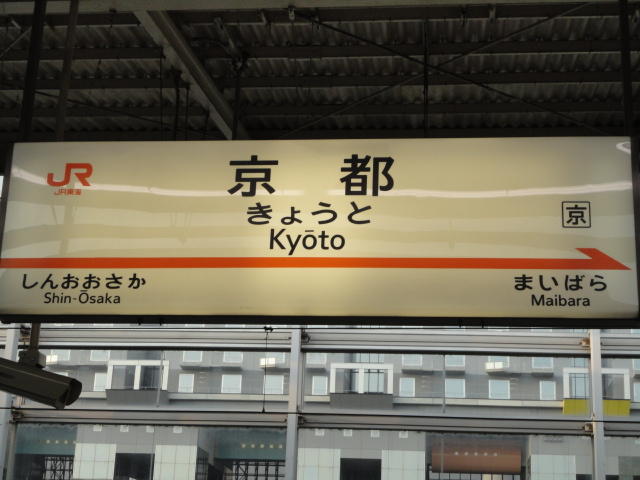 JR
JR東海
京都
きょうと
Kyōto
京
しんおおさか
Shin-Ōsaka
まいばら
Maibara